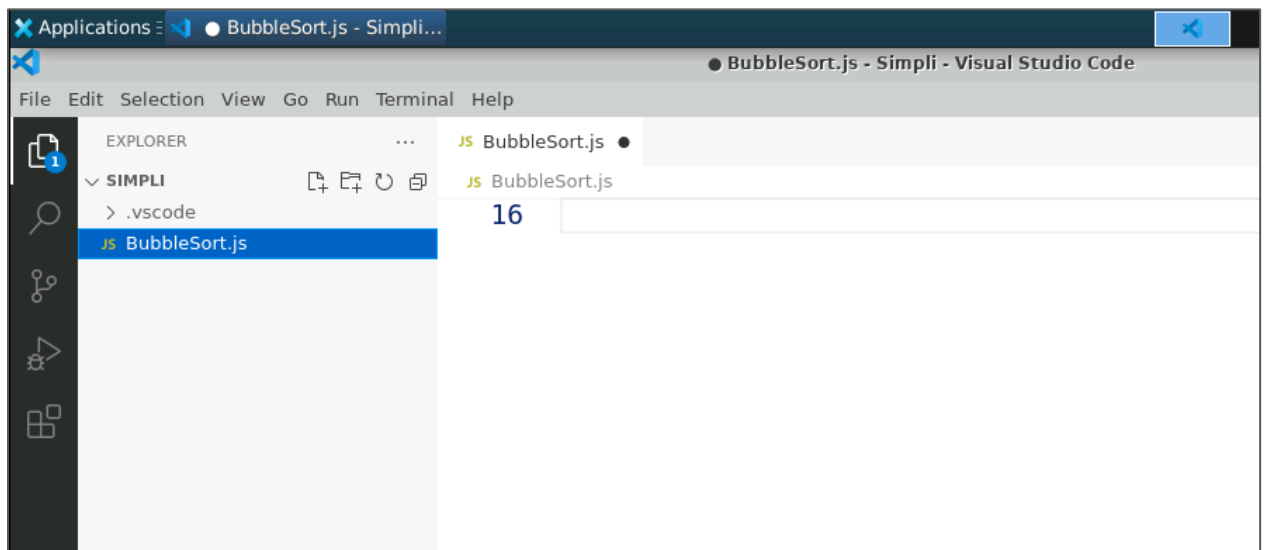 Applications
BubbleSort.js - Simpli...
BubbleSort.js - Simpli - Visual Studio Code
File Edit Selection View Go Run Terminal Help
EXPLORER
JS BubbleSort.js
1
SIMPLI
JS BubbleSort.js
.vscode
16
JS BubbleSort.js